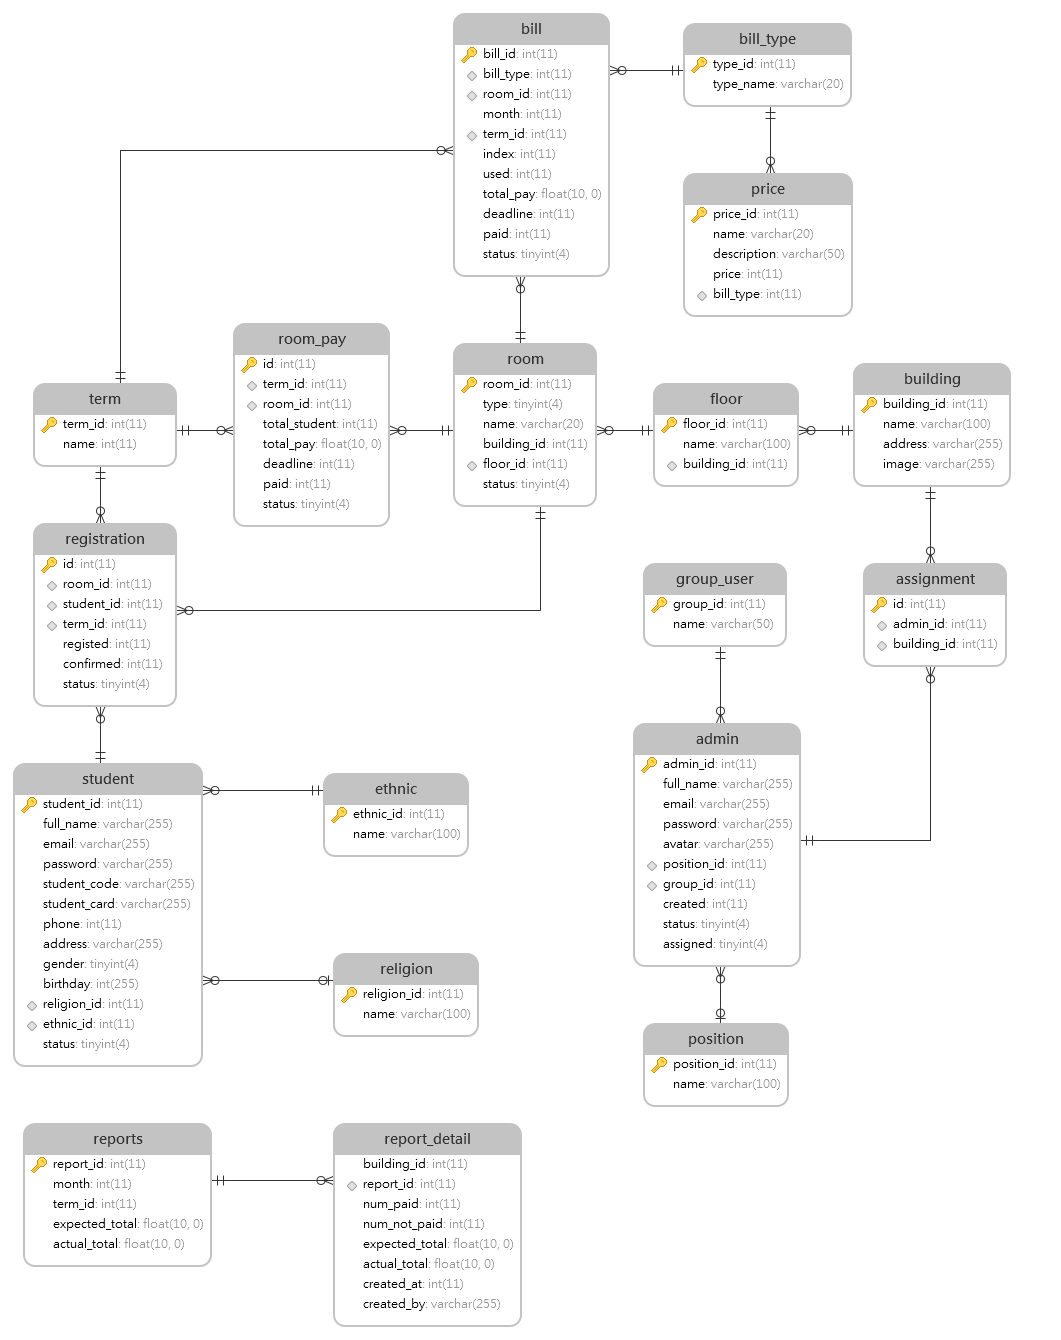 bill
bill_id: int(11)
bill_type: int(11)
room_id: int(11)
month: int(11)
term_id: int(11)
index: int(11)
used: int(11)
total_pay: float(10, 0)
deadline: int(11)
paid: int(11)
status: tinyint(4)
bill_type
type_id: int(11)
type_name: varchar(20)
price
price_id: int(11)
name: varchar(20)
description: varchar(50)
price: int(11)
bill_type: int(11)
term
term_id: int(11)
name: int(11)
room_pay
id: int(11)
term_id: int(11)
room_id: int(11)
total_student: int(11)
total_pay: float(10, 0)
deadline: int(11)
paid: int(11)
status: tinyint(4)
room
room_id: int(11)
type: tinyint(4)
name: varchar(20)
building_id: int(11)
floor_id: int(11)
status: tinyint(4)
floor
floor_id: int(11)
name: varchar(100)
building_id: int(11)
building
building_id: int(11)
name: varchar(100)
address: varchar(255)
image: varchar(255)
registration
id: int(11)
room_id: int(11)
student_id: int(11)
term_id: int(11)
registed: int(11)
confirmed: int(11)
status: tinyint(4)
group_user
group_id: int(11)
name: varchar(50)
assignment
id: int(11)
admin_id: int(11)
building_id: int(11)
student
student_id: int(11)
full_name: varchar(255)
email: varchar(255)
password: varchar(255)
student_code: varchar(255)
student_card: varchar(255)
phone: int(11)
address: varchar(255)
gender: tinyint(4)
birthday: int(255)
religion_id: int(11)
ethnic_id: int(11)
status: tinyint(4)
ethnic
ethnic_id: int(11)
name: varchar(100)
religion
religion_id: int(11)
name: varchar(100)
admin
admin_id: int(11)
full_name: varchar(255)
email: varchar(255)
password: varchar(255)
avatar: varchar(255)
position_id: int(11)
group_id: int(11)
created: int(11)
status: tinyint(4)
assigned: tinyint(4)
position
position_id: int(11)
name: varchar(100)
reports
report_id: int(11)
month: int(11)
term_id: int(11)
expected_total: float(10, 0)
actual_total: float(10, 0)
report_detail
building_id: int(11)
report_id: int(11)
num_paid: int(11)
num_not_paid: int(11)
expected_total: float(10, 0)
actual_total: float(10, 0)
created_at: int(11)
created_by: varchar(255)